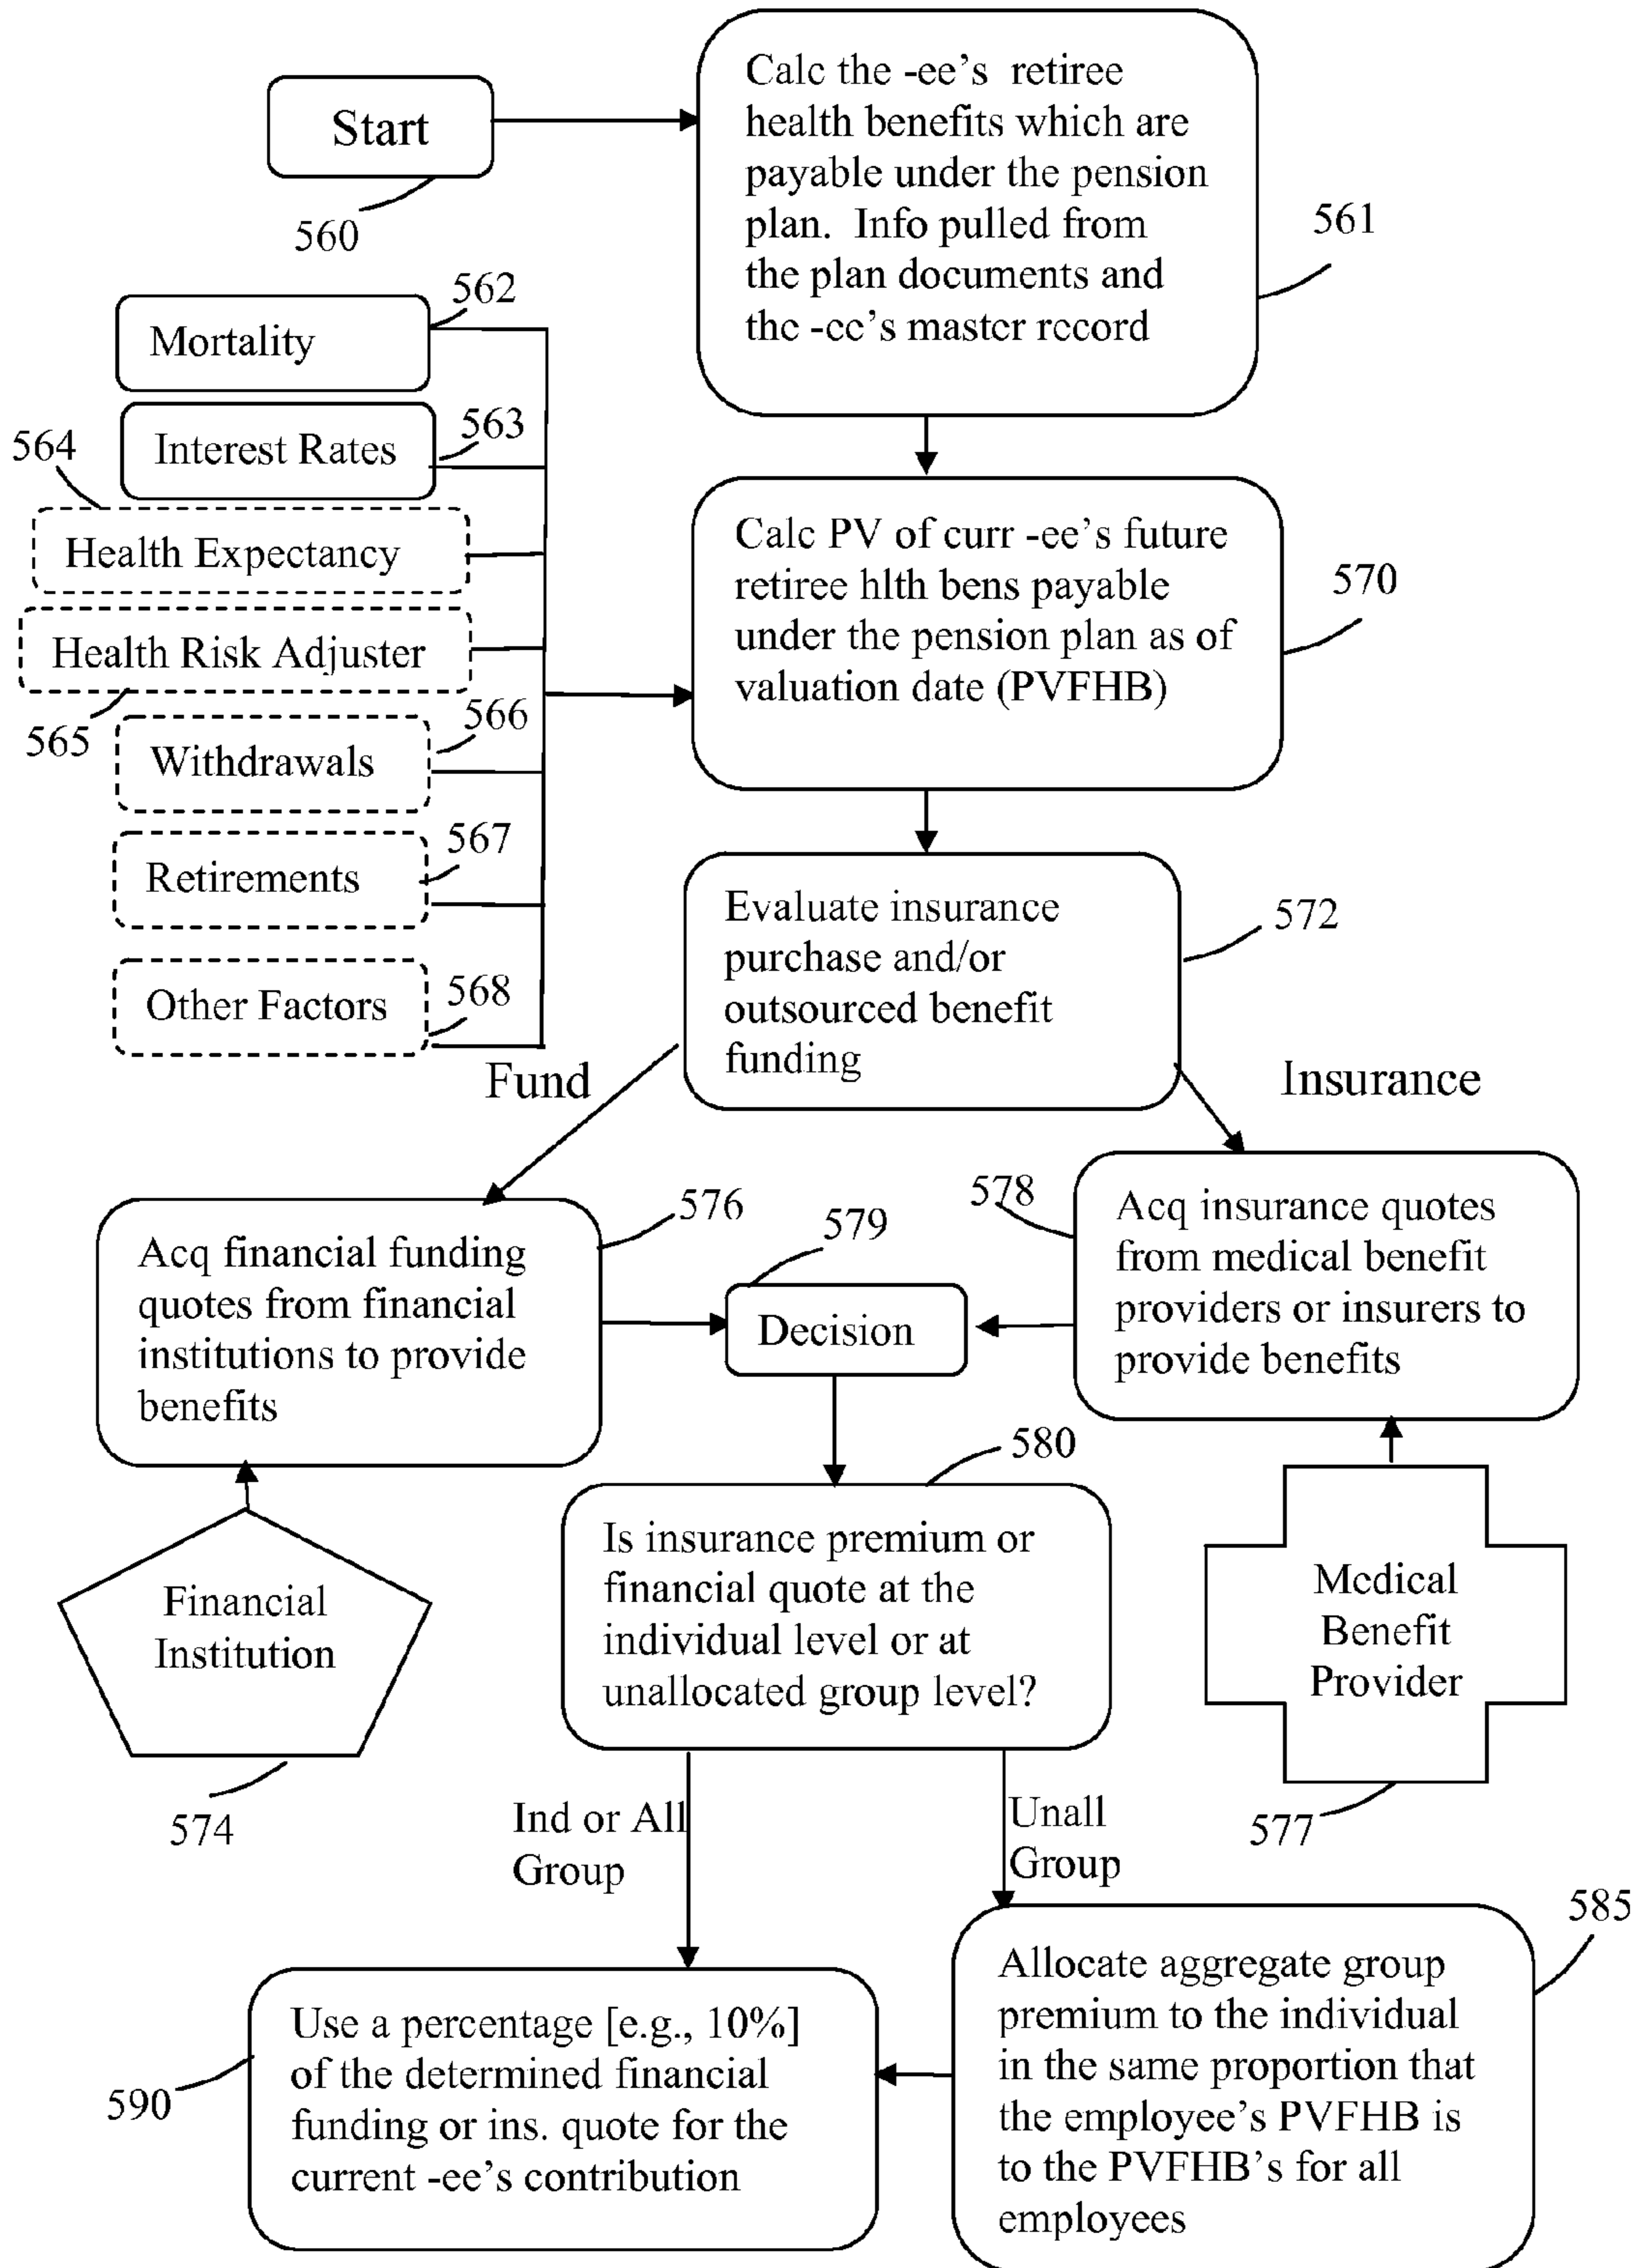 Start
560
Calc the -ee's retiree
health benefits which are
payable under the pension
plan. Info pulled from
the plan documents and
the -ee's master record
561
Mortality
562
Interest Rates
563
564
Health Expectancy
Health Risk Adjuster
565
566
Withdrawals
567
Retirements
Other Factors
568
Calc PV of curr -ee's future
retiree hlth bens payable
under the pension plan as of
valuation date (PVFHB)
570
Evaluate insurance
purchase and/or
outsourced benefit
funding
572
Fund
Insurance
Acq financial funding
quotes from financial
institutions to provide
benefits
576
579
Decision
578
Acq insurance quotes
from medical benefit
providers or insurers to
provide benefits
580
Is insurance premium or
financial quote at the
individual level or at
unallocated group level?
Financial
Institution
574
Medical
Benefit
Provider
577
Ind or All
Group
Unall
Group
585
Allocate aggregate group
premium to the individual
in the same proportion that
the employee's PVFHB is
to the PVFHB's for all
employees
Use a percentage [e.g., 10%]
of the determined financial
funding or ins. quote for the
current -ee's contribution
590